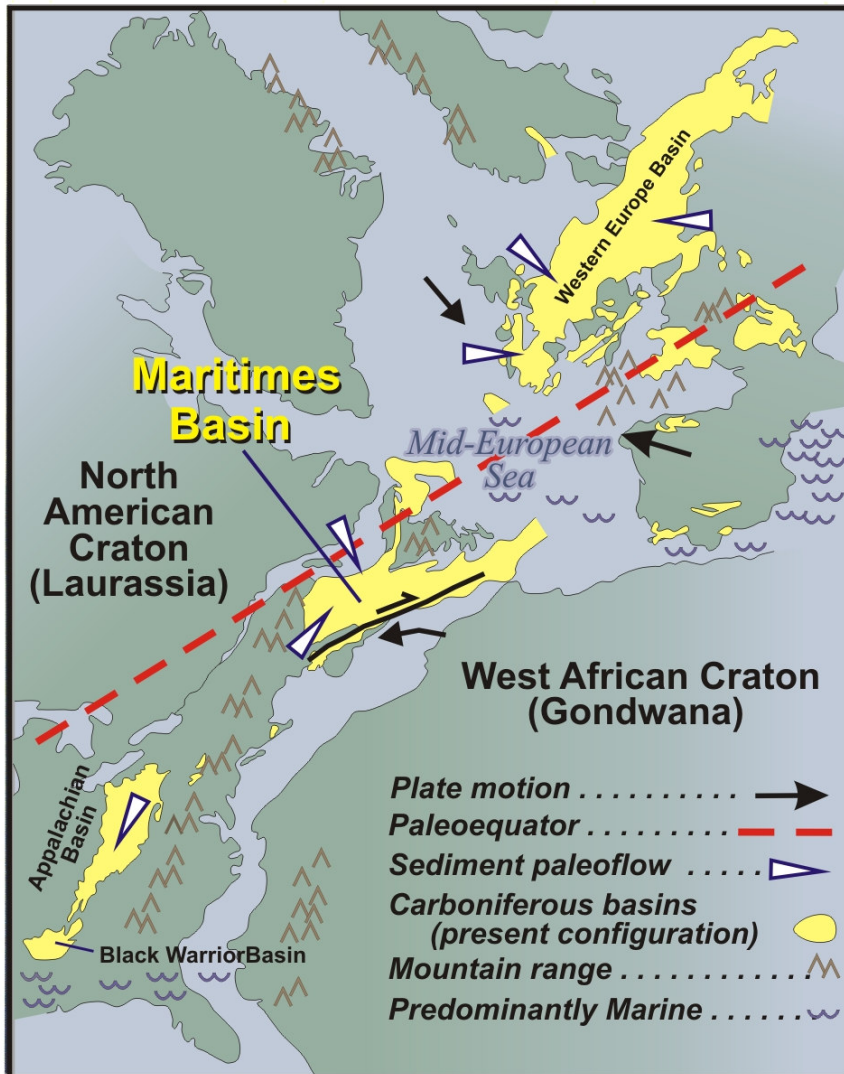 Western Europe Basin
Maritimes
Basin
Mid-European
Sea
North
American
Craton
(Laurassia)
West African Craton
(Gondwana)
Appalachian
Basin
Black WarriorBasin
Plate motion . . . . . . . . . .
Paleoequator . . . . . . . . .
Sediment paleoflow . . . . .
Carboniferous basins
(present configuration)
Mountain range . . . . . . . . . . . .
Predominantly Marine . . . . . . .